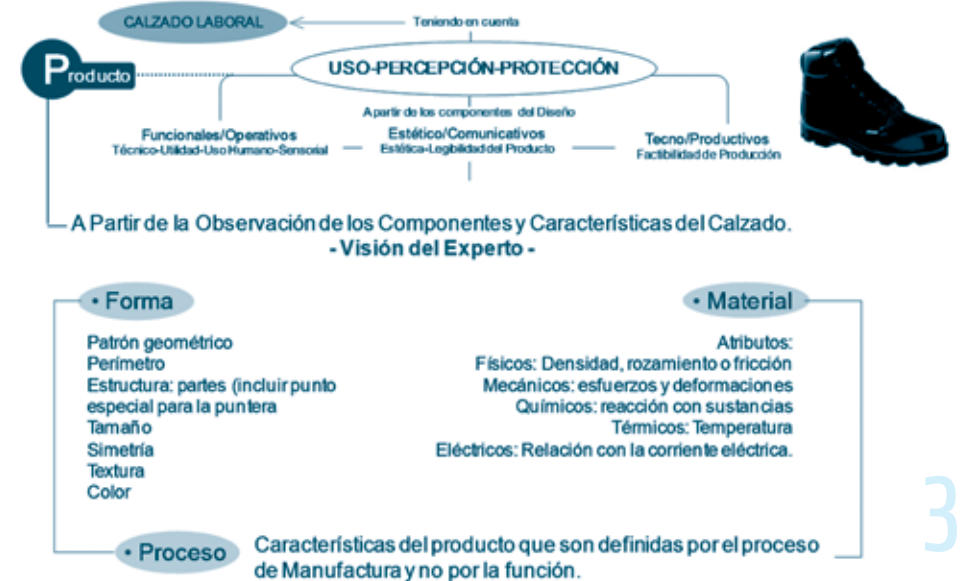 CALZADO LABORAL
Teniendo en cuenta
Producto
USO-PERCEPCIÓN-PROTECCIÓN
A partir de los componentes del Diseño
Funcionales/Operativos
Técnico-Utilidad-Uso Humano-Sensorial
Estético/Comunicativos
Estética-Legibilidad del Producto
Tecno/Productivos
Factibilidad de Producción
A Partir de la Observación de los Componentes y Características del Calzado.
- Visión del Experto -
• Forma
Patrón geométrico
Perímetro
Estructura: partes (incluir punto
especial para la puntera
Tamaño
Simetría
Textura
Color
• Material
Atributos:
Físicos: Densidad, rozamiento o fricción
Mecánicos: esfuerzos y deformaciones
Químicos: reacción con sustancias
Térmicos: Temperatura
Eléctricos: Relación con la corriente eléctrica.
• Proceso
Características del producto que son definidas por el proceso
de Manufactura y no por la función.
3